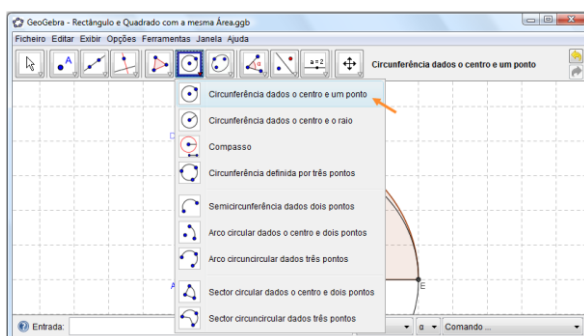 GeoGebra - Rectângulo e Quadrado com a mesma Área.ggb
Ficheiro Editar Exibir Opções Ferramentas Janela Ajuda
A
a=2
Circunferência dados o centro e um ponto
Circunferência dados o centro e um ponto
Circunferência dados o centro e o raio
Compasso
Circunferência definida por três pontos
Semicircunferência dados dois pontos
Arco circular dados o centro e dois pontos
Arco circuncircular dados três pontos
Sector circular dados o centro e dois pontos
Sector circuncircular dados três pontos
E
Entrada:
α
Comando ...